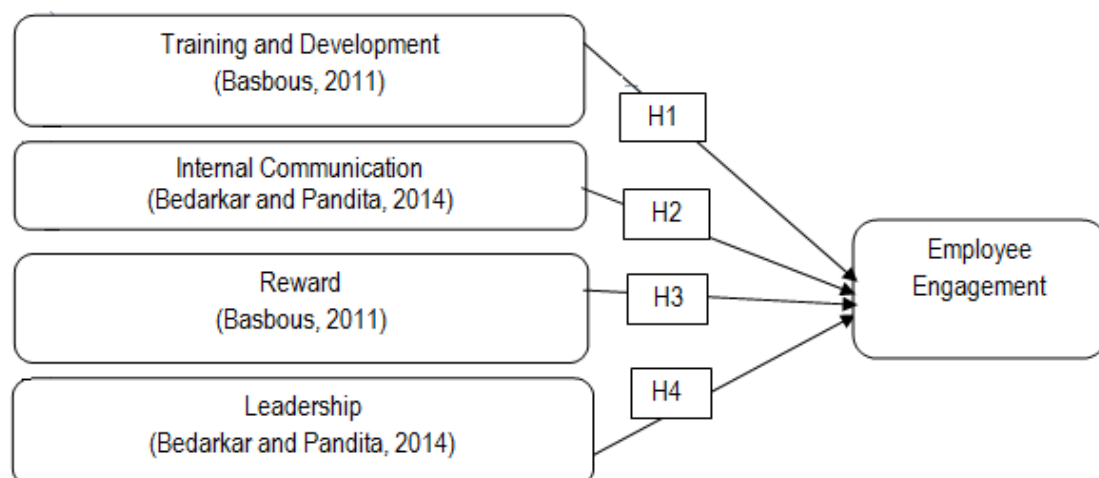 Training and Development
(Basbous, 2011)
H1
Internal Communication
(Bedarkar and Pandita, 2014)
H2
Reward
(Basbous, 2011)
H3
Leadership
(Bedarkar and Pandita, 2014)
H4
Employee
Engagement